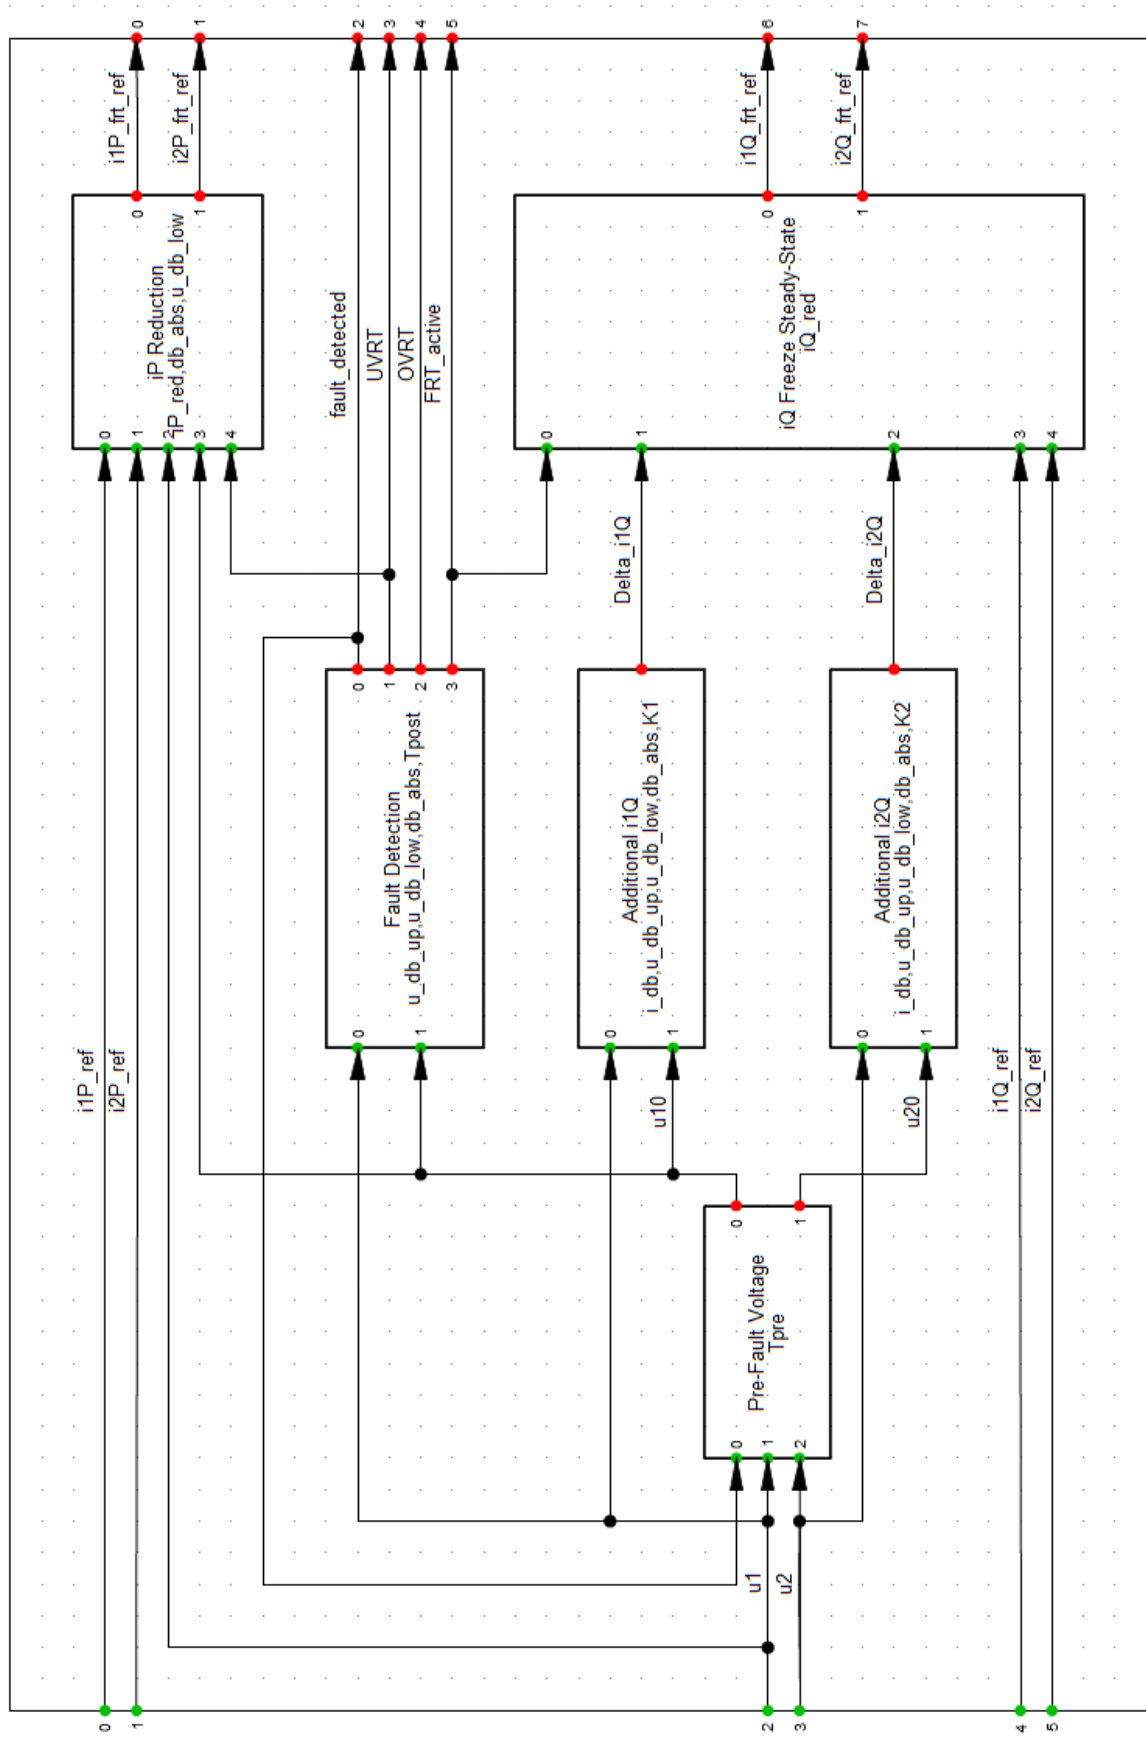 0
1
2
3
4
5
i1P_ref
i2P_ref
u1
u2
i1Q_ref
i2Q_ref
0
1
2
Pre-Fault Voltage
Tpre
0
1
u10
u20
0
1
Fault Detection
u_db_up,u_db_low,db_abs,Tpost
0
1
2
3
0
1
Additional i1Q
i_db,u_db_up,u_db_low,db_abs,K1
Delta_i1Q
0
1
Additional i2Q
i_db,u_db_up,u_db_low,db_abs,K2
Delta_i2Q
0
1
2
3
4
iP Reduction
iP_red,db_abs,u_db_low
0
1
i1P_frt_ref
i2P_frt_ref
fault_detected
UVRT
OVRT
FRT_active
0
1
2
3
4
iQ Freeze Steady-State
iQ_red
0
1
i1Q_frt_ref
i2Q_frt_ref
0
1
2
3
4
5
6
7